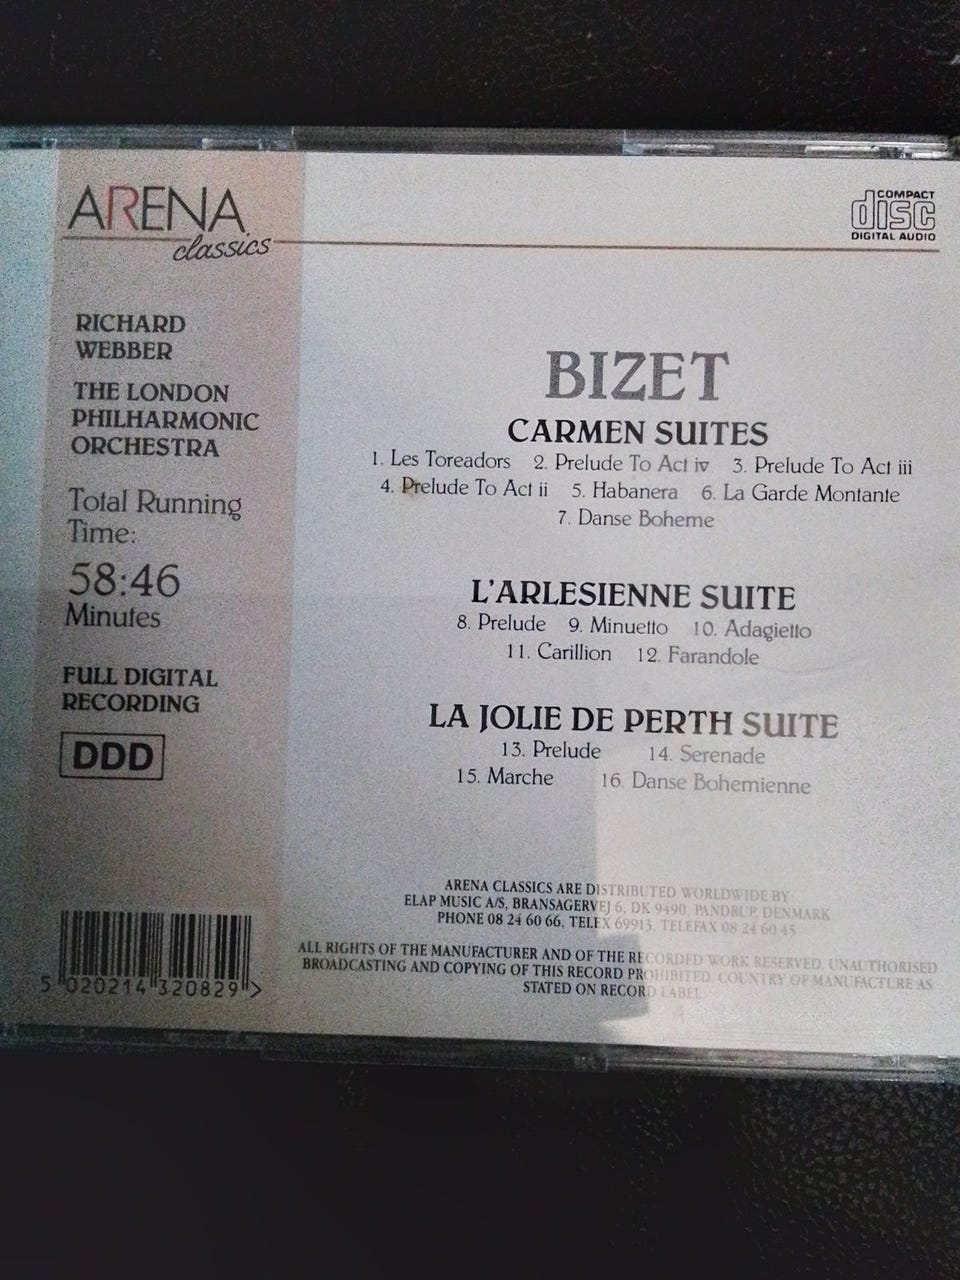 ARENA
classics
COMPACT
disc
DIGITAL AUDIO
RICHARD
WEBBER
THE LONDON
PHILHARMONIC
ORCHESTRA
Total Running
Time:
58:46
Minutes
FULL DIGITAL
RECORDING
DDD
5 020214 320829 >
BIZET
CARMEN SUITES
1. Les Toreadors 2. Prelude To Act iv 3. Prelude To Act iii
4. Prelude To Act ii 5. Habanera 6. La Garde Montante
7. Danse Boheme
L'ARLESIENNE SUITE
8. Prelude 9. Minuetto 10. Adagietto
11. Carillion 12. Farandole
LA JOLIE DE PERTH SUITE
13. Prelude 14. Serenade
15. Marche 16. Danse Bohemienne
ARENA CLASSICS ARE DISTRIBUTED WORLDWIDE BY
ELAP MUSIC A/S, BRANSAGERVEJ 6, DK 9490, PANDRUP, DENMARK
PHONE 08 24 60 66, TELEX 69913, TELEFAX 08 24 60 45
ALL RIGHTS OF THE MANUFACTURER AND OF THE RECORDED WORK RESERVED. UNAUTHORISED
BROADCASTING AND COPYING OF THIS RECORD PROHIBITED. COUNTRY OF MANUFACTURE AS
STATED ON RECORD LABEL